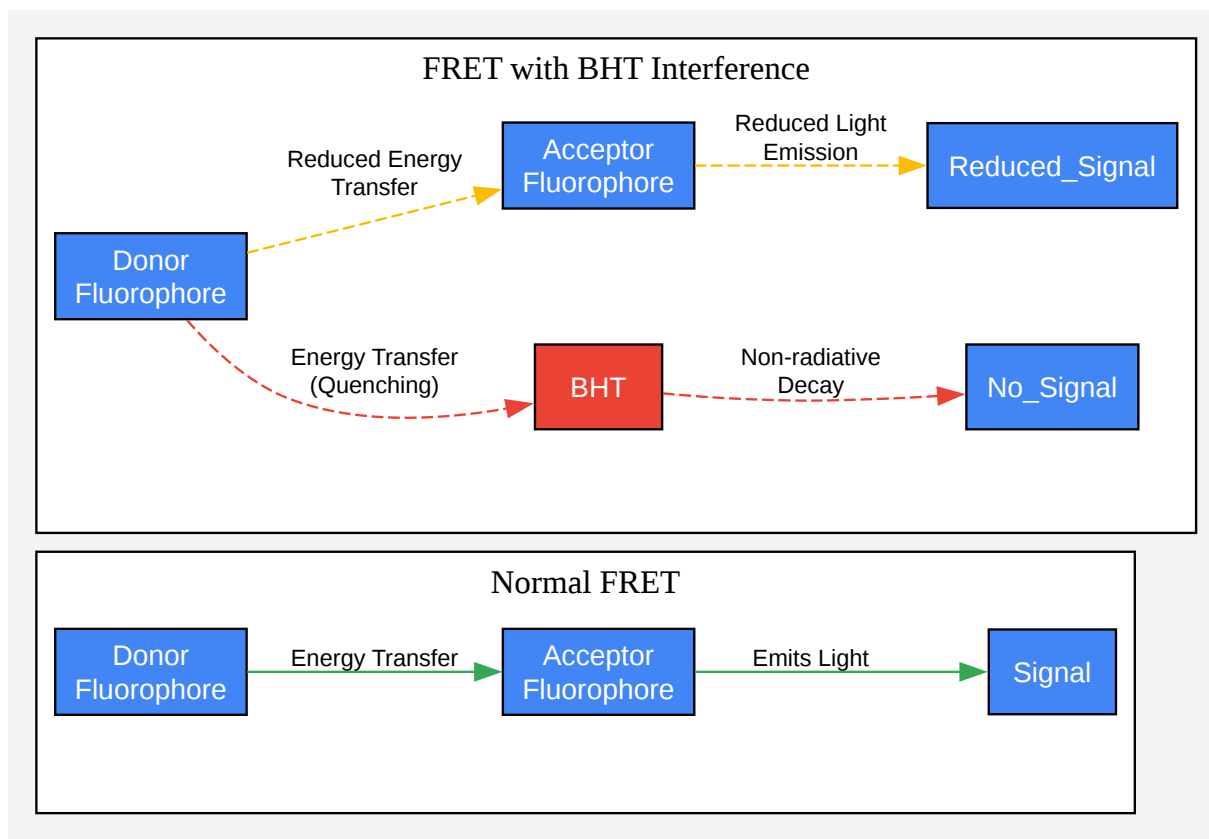 FRET with BHT Interference
Reduced Energy
Transfer
Acceptor
Fluorophore
Reduced Light
Emission
Reduced_Signal
Donor
Fluorophore
Energy Transfer
(Quenching)
BHT
Non-radiative
Decay
No_Signal
Normal FRET
Donor
Fluorophore
Energy Transfer
Acceptor
Fluorophore
Emits Light
Signal